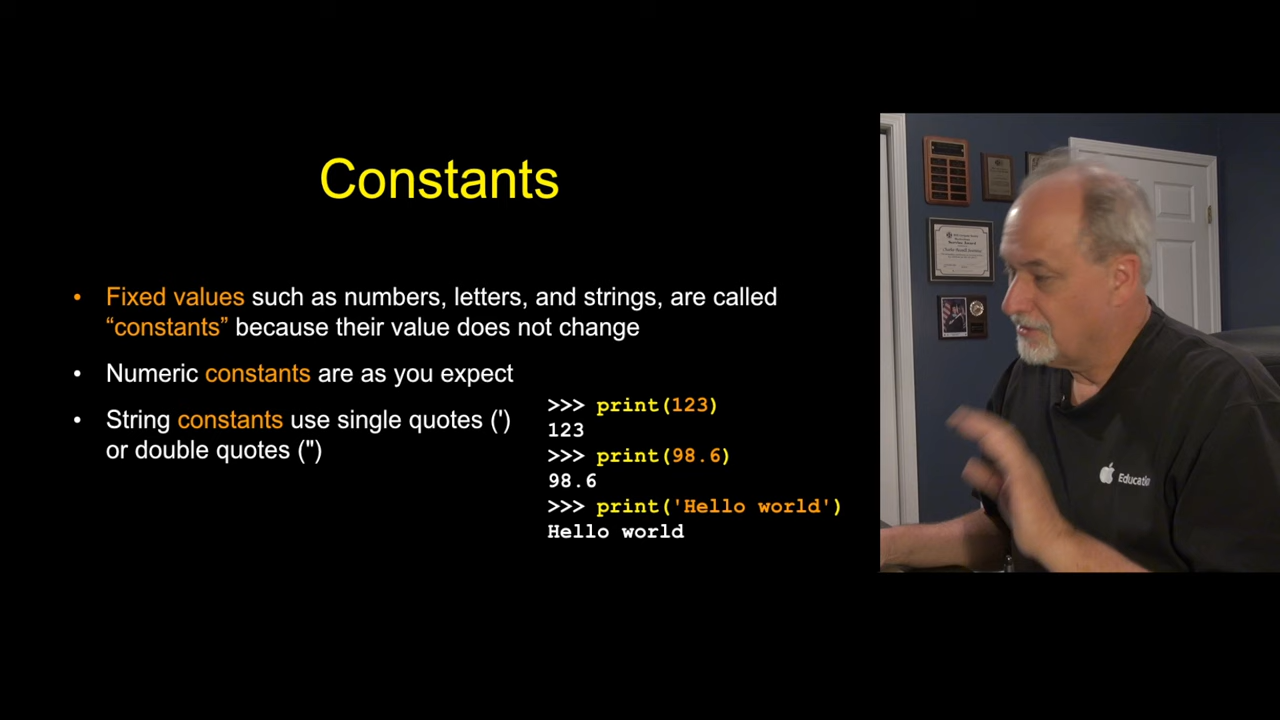 Constants
• Fixed values such as numbers, letters, and strings, are called
“constants” because their value does not change
• Numeric constants are as you expect
• String constants use single quotes (')
or double quotes (")
>>> print(123)
123
>>> print(98.6)
98.6
>>> print('Hello world')
Hello world
Education